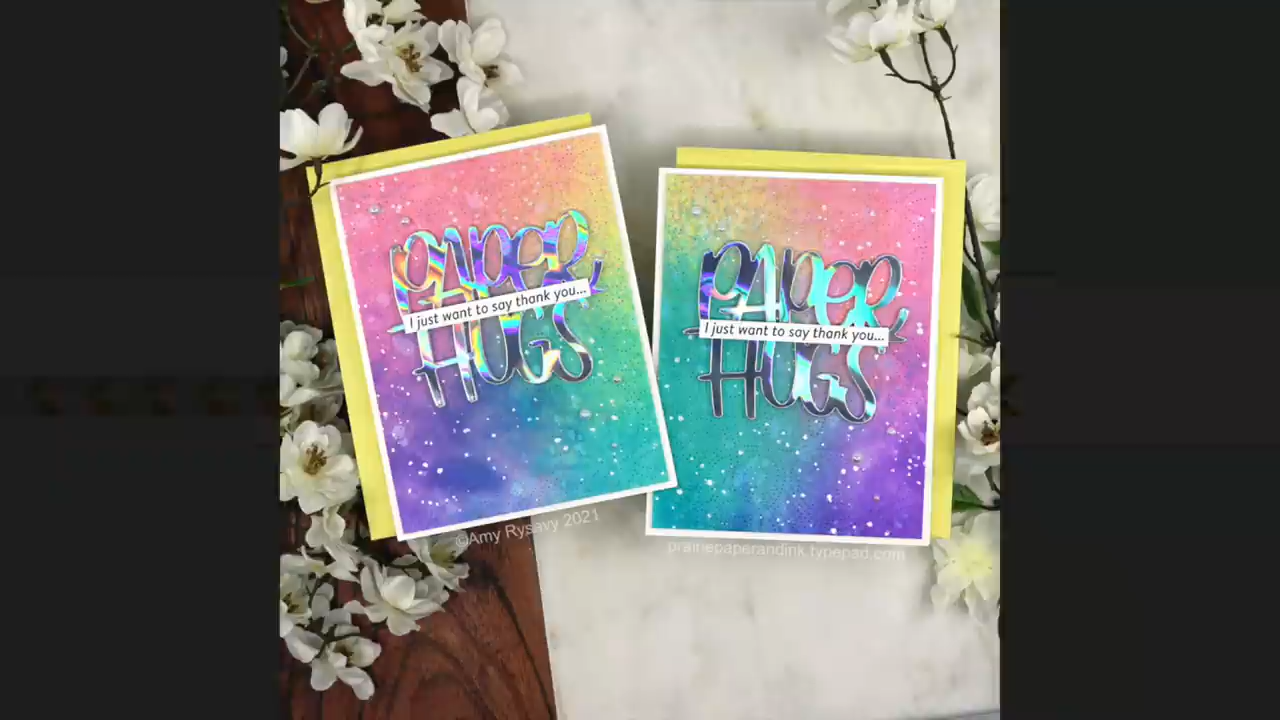 PAPER
I just want to say thank you...
HUGS
PAPER
I just want to say thank you...
HUGS
©Amy Rysavy 2021
prairiepaperandink.typepad.com